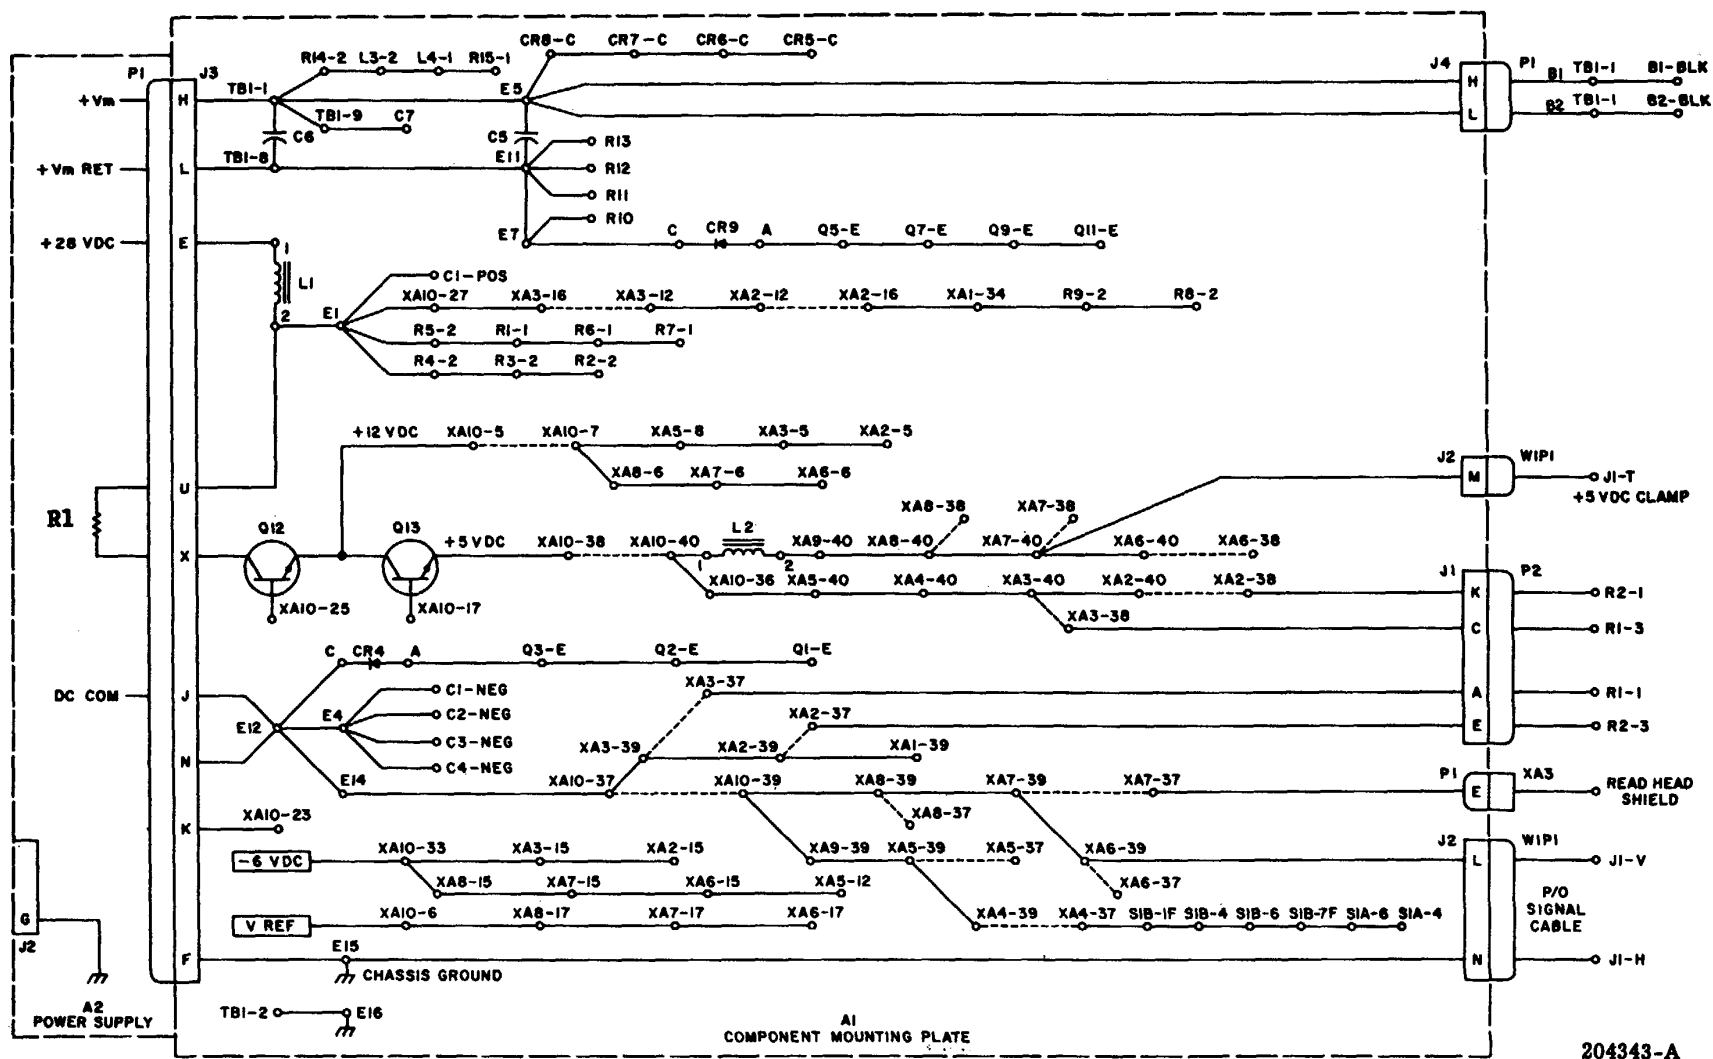 CR8-C CR7-C CR6-C CR5-C
R14-2 L3-2 L4-1 R15-1
P1 J3
J4 P1
B1 TB1-1 B1-BLK
+Vm H TB1-1 E5 H
B2 TB1-1 B2-BLK
L
TB1-9 C7
C6 C5
R13
+Vm RET L TB1-8 E11 R12
R11
R10
+28 VDC E E7 C CR9 A Q5-E Q7-E Q9-E Q11-E
1
L1
2
C1-POS
E1 XA10-27 XA3-16 XA3-12 XA2-12 XA2-16 XA1-34 R9-2 R8-2
R5-2 R1-1 R6-1 R7-1
R4-2 R3-2 R2-2
+12 VDC XA10-5 XA10-7 XA5-8 XA3-5 XA2-5
XA8-6 XA7-6 XA6-6
J2 W1P1
M J1-T
+5 VDC CLAMP
U
R1
XA8-38 XA7-38
Q12 Q13 L2
X +5 VDC XA10-38 XA10-40 1 2 XA9-40 XA8-40 XA7-40 XA6-40 XA6-38
XA10-36 XA5-40 XA4-40 XA3-40 XA2-40 XA2-38
J1 P2
K R2-1
XA10-25 XA10-17
XA3-38 C R1-3
C CR4 A Q3-E Q2-E Q1-E
DC COM J
XA3-37 A R1-1
C1-NEG
C2-NEG
E12 E4
XA2-37 E R2-3
C3-NEG
C4-NEG
N
XA3-39 XA2-39 XA1-39
E14 XA10-37 XA10-39 XA8-39 XA7-39 XA7-37
P1 XA3
E READ HEAD
SHIELD
XA8-37
K XA10-23
-6 VDC XA10-33 XA3-15 XA2-15
XA9-39 XA5-39 XA5-37 XA6-39
J2 W1P1
L J1-V
XA8-15 XA7-15 XA6-15 XA5-12
XA6-37
P/O
SIGNAL
CABLE
V REF XA10-6 XA8-17 XA7-17 XA6-17
XA4-39 XA4-37 S1B-1F S1B-4 S1B-6 S1B-7F S1A-6 S1A-4
G
J2
F E15
CHASSIS GROUND
N J1-H
A2
POWER SUPPLY
TB1-2 E16
A1
COMPONENT MOUNTING PLATE
204343-A